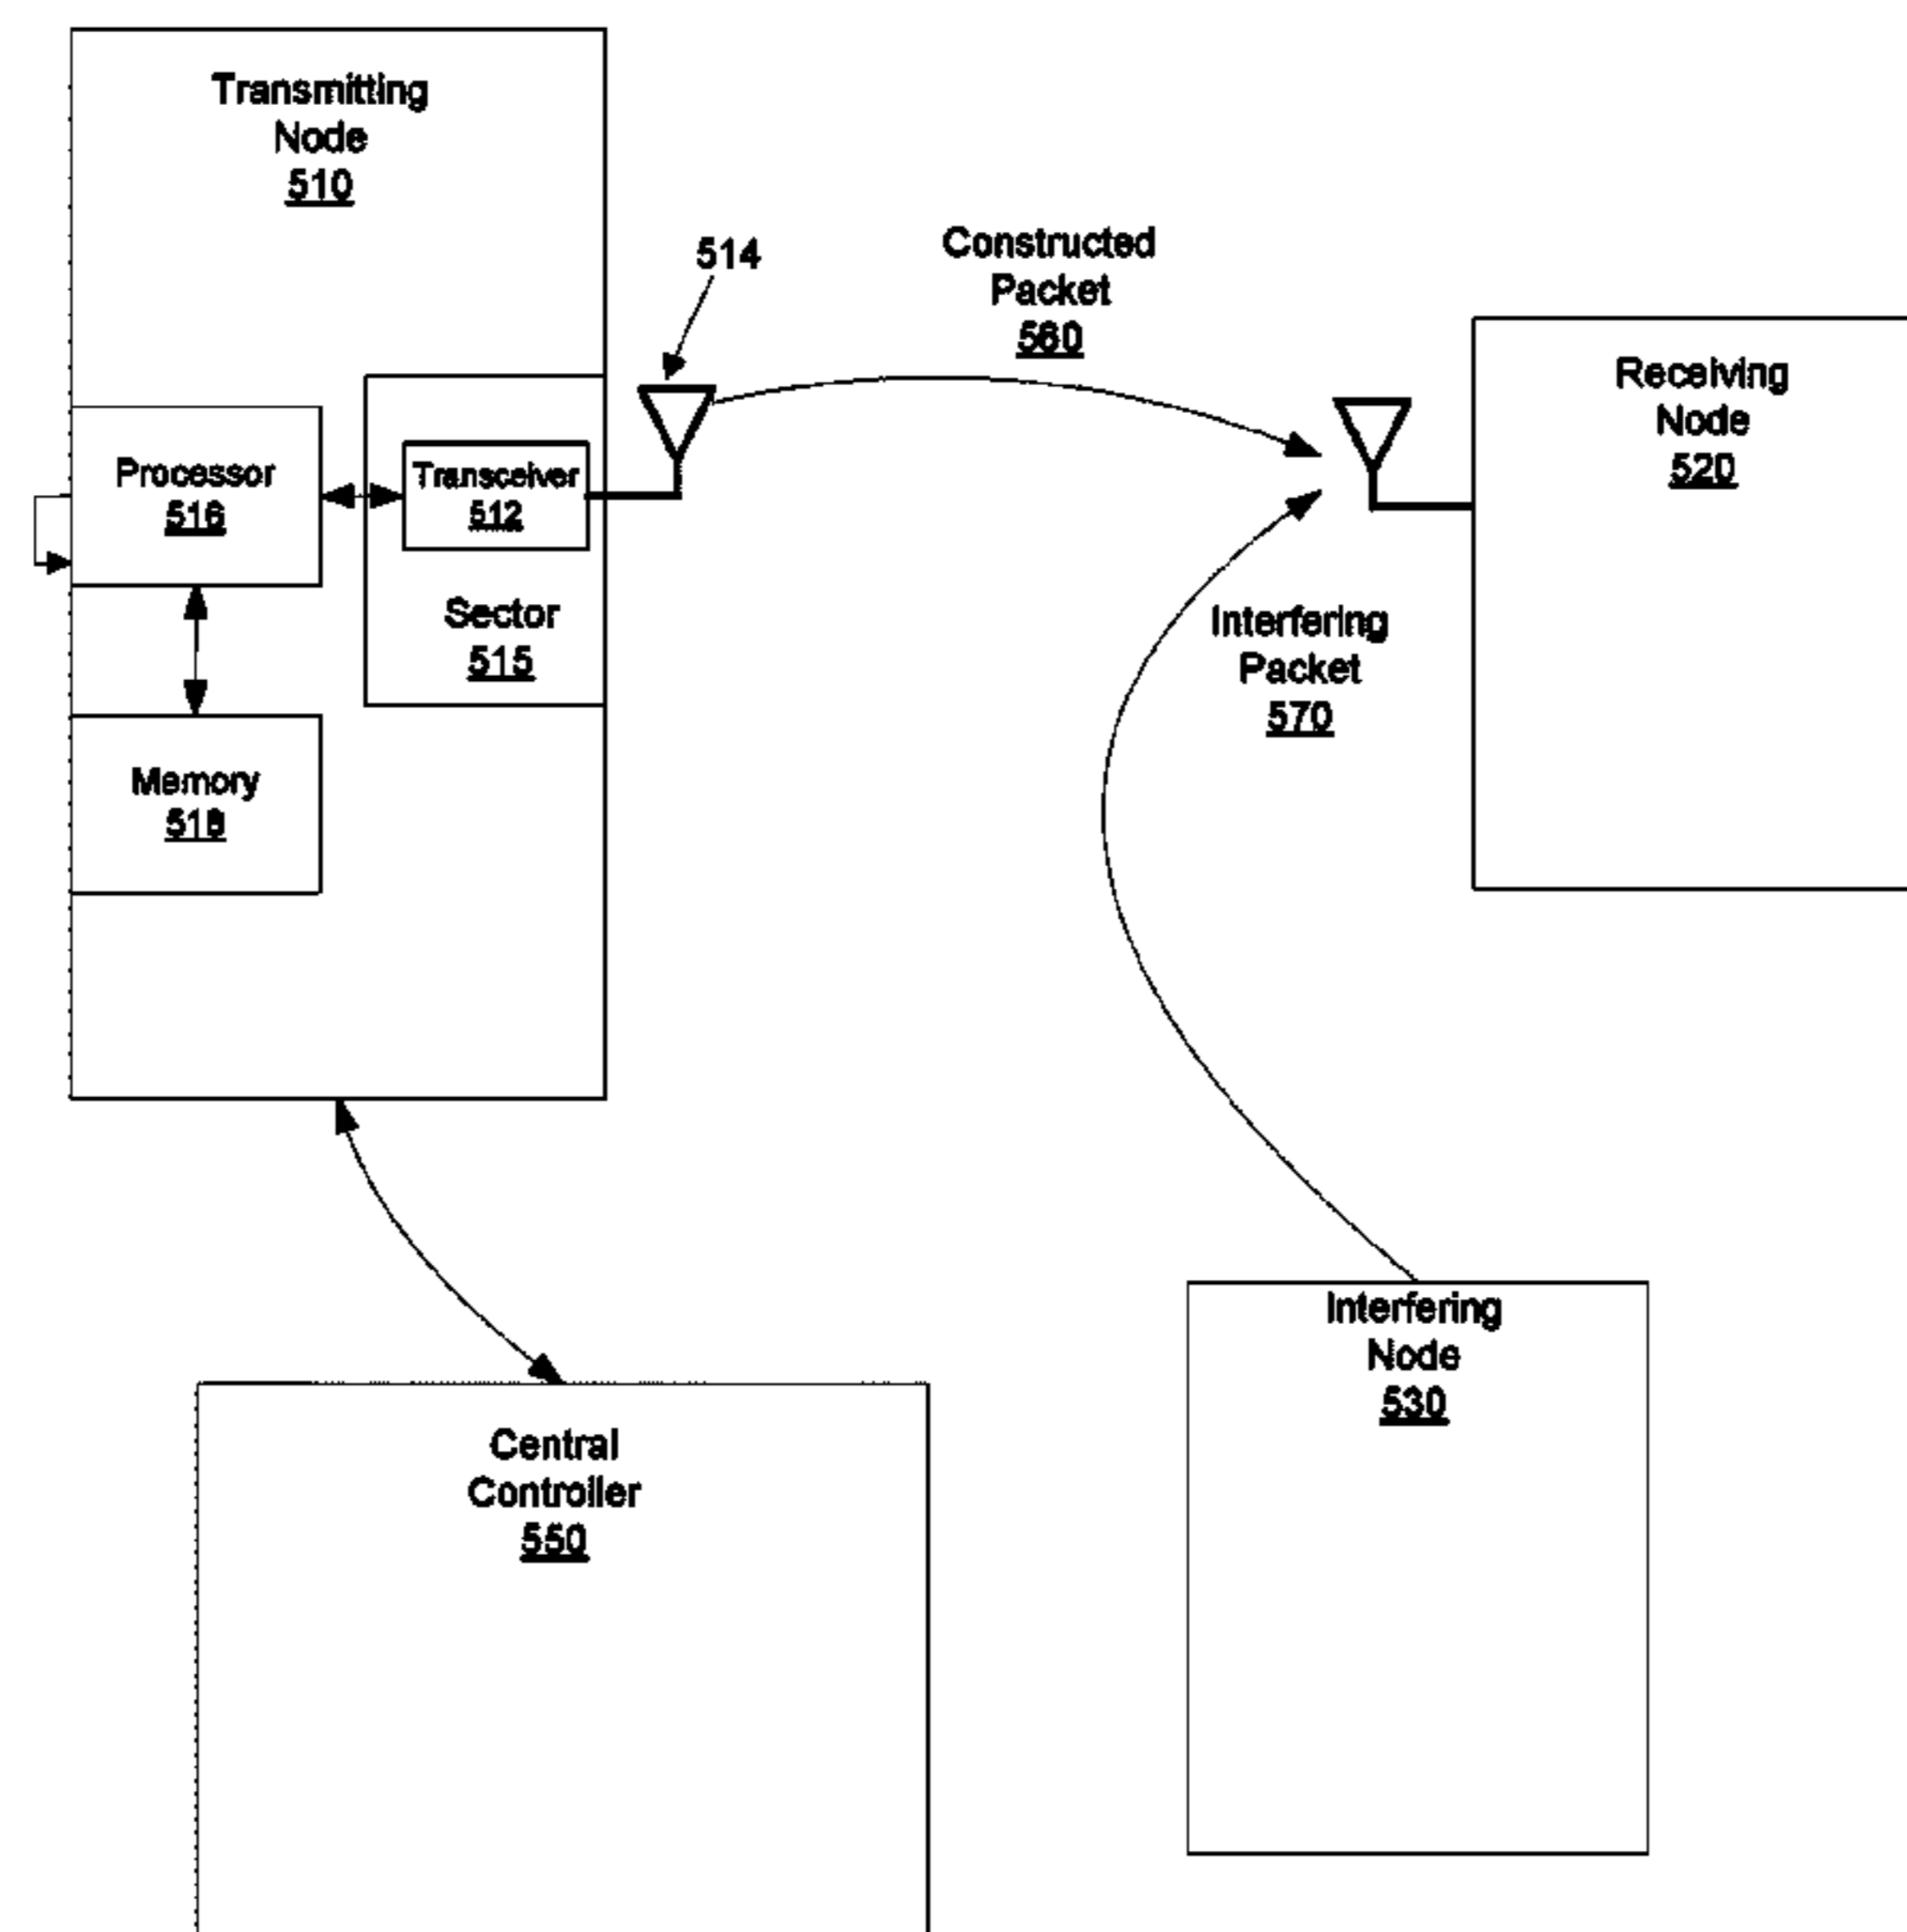 Transmitting
Node
510
514
Constructed
Packet
560
Receiving
Node
520
Processor
516
Transceiver
512
Sector
515
Interfering
Packet
570
Memory
518
Interfering
Node
530
Central
Controller
550